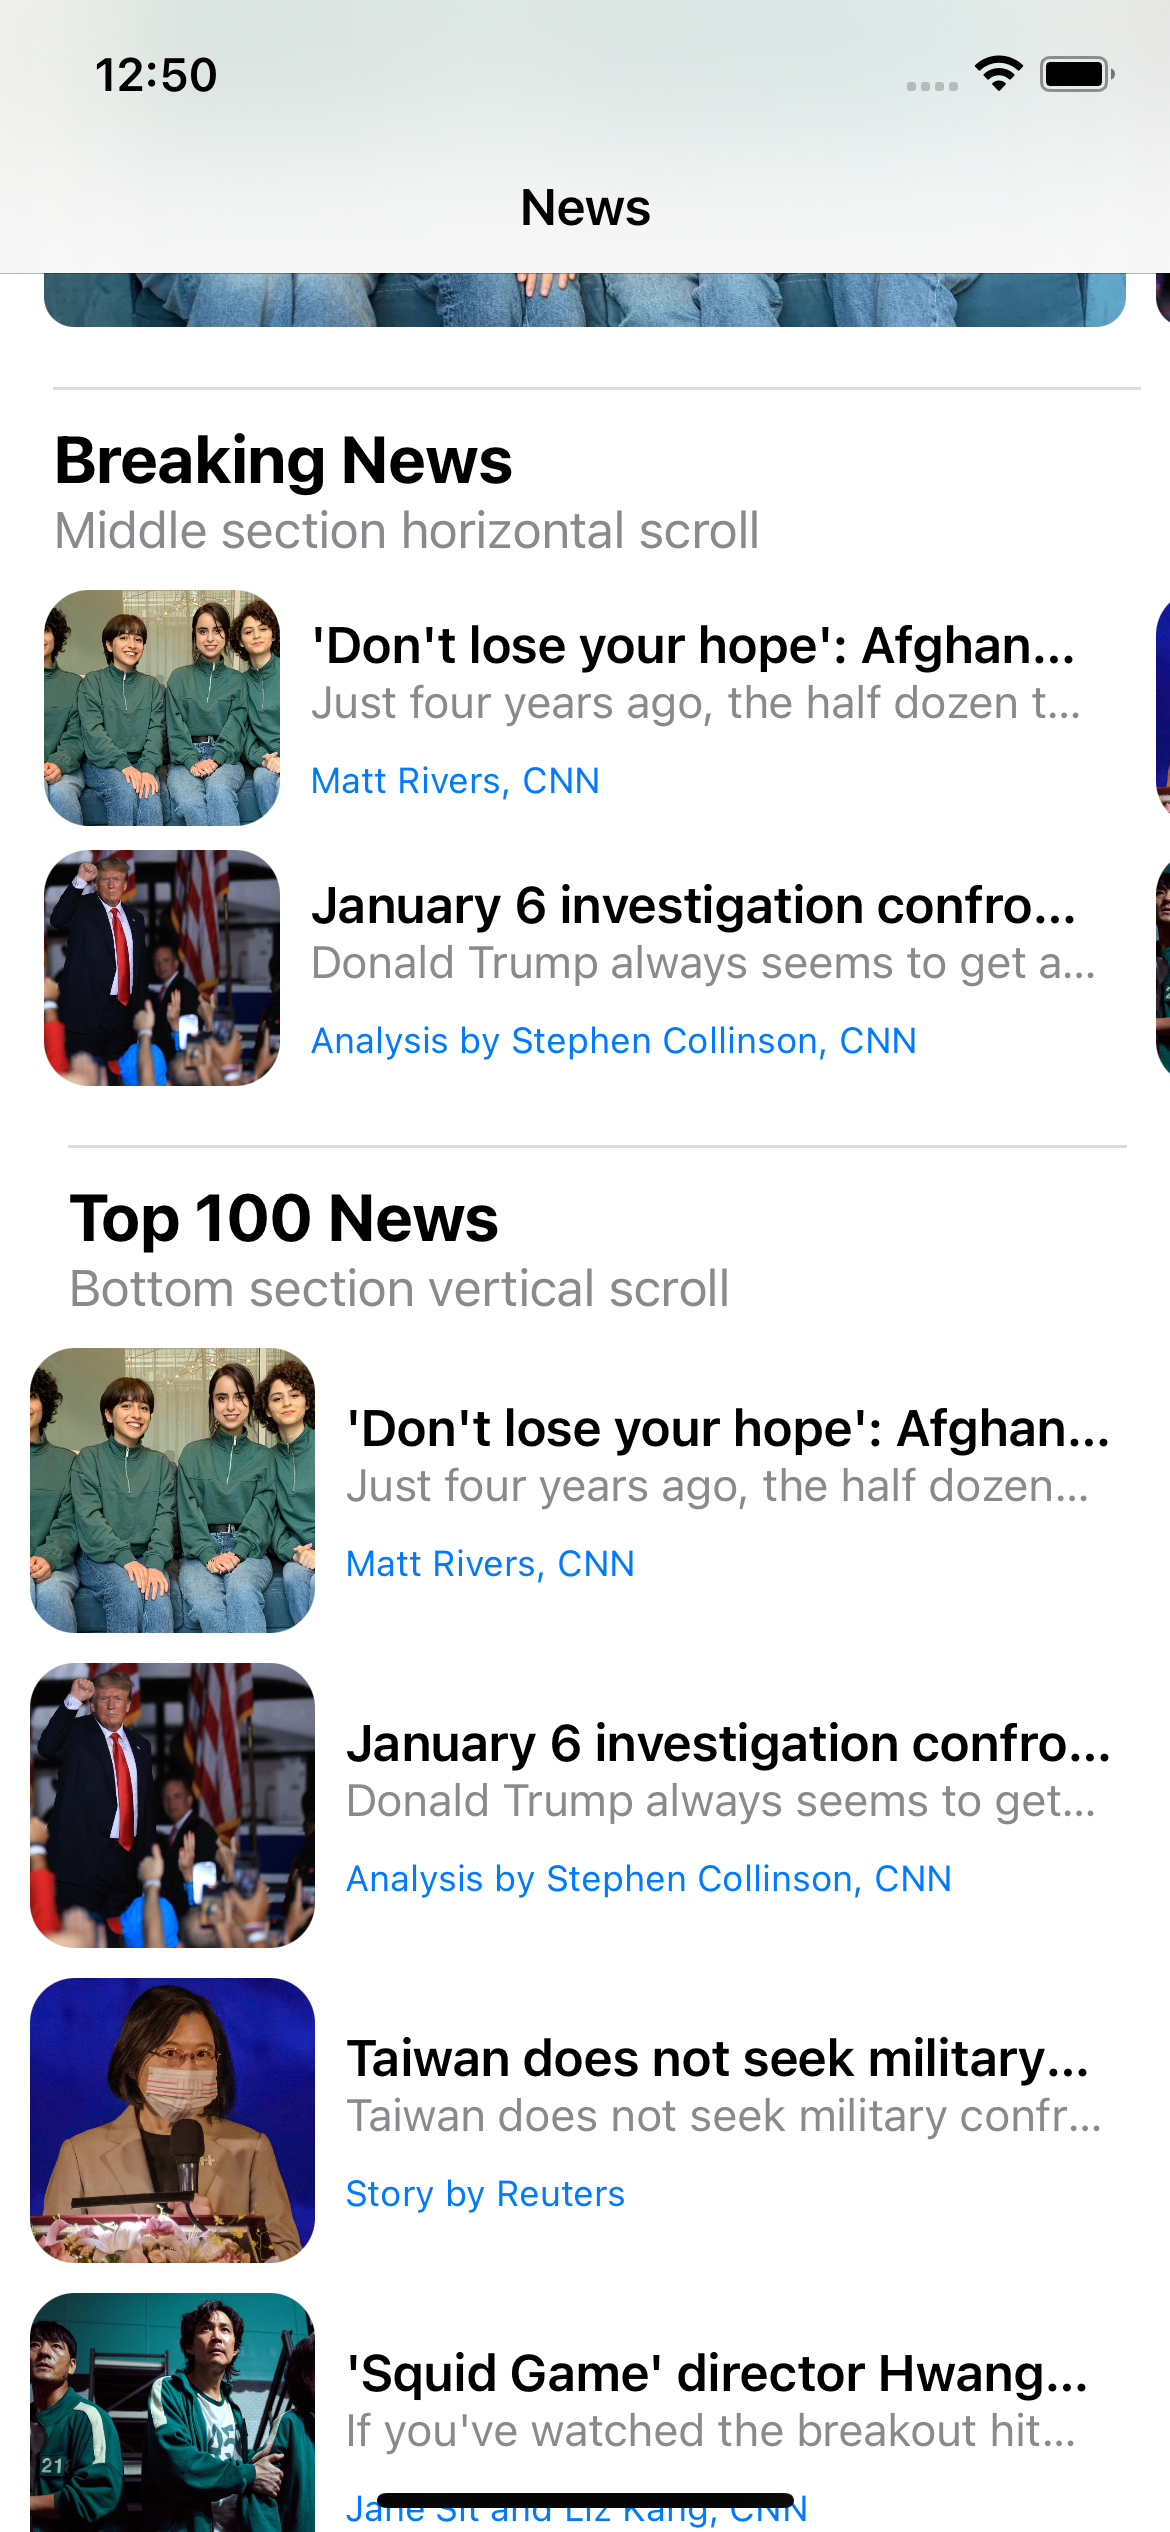 12:50
News
Breaking News
Middle section horizontal scroll
'Don't lose your hope': Afghan...
Just four years ago, the half dozen t...
Matt Rivers, CNN
January 6 investigation confro...
Donald Trump always seems to get a...
Analysis by Stephen Collinson, CNN
Top 100 News
Bottom section vertical scroll
'Don't lose your hope': Afghan...
Just four years ago, the half dozen...
Matt Rivers, CNN
January 6 investigation confro...
Donald Trump always seems to get...
Analysis by Stephen Collinson, CNN
Taiwan does not seek military...
Taiwan does not seek military confr...
Story by Reuters
'Squid Game' director Hwang...
If you've watched the breakout hit...
21
Jane Sit and Liz Kang, CNN